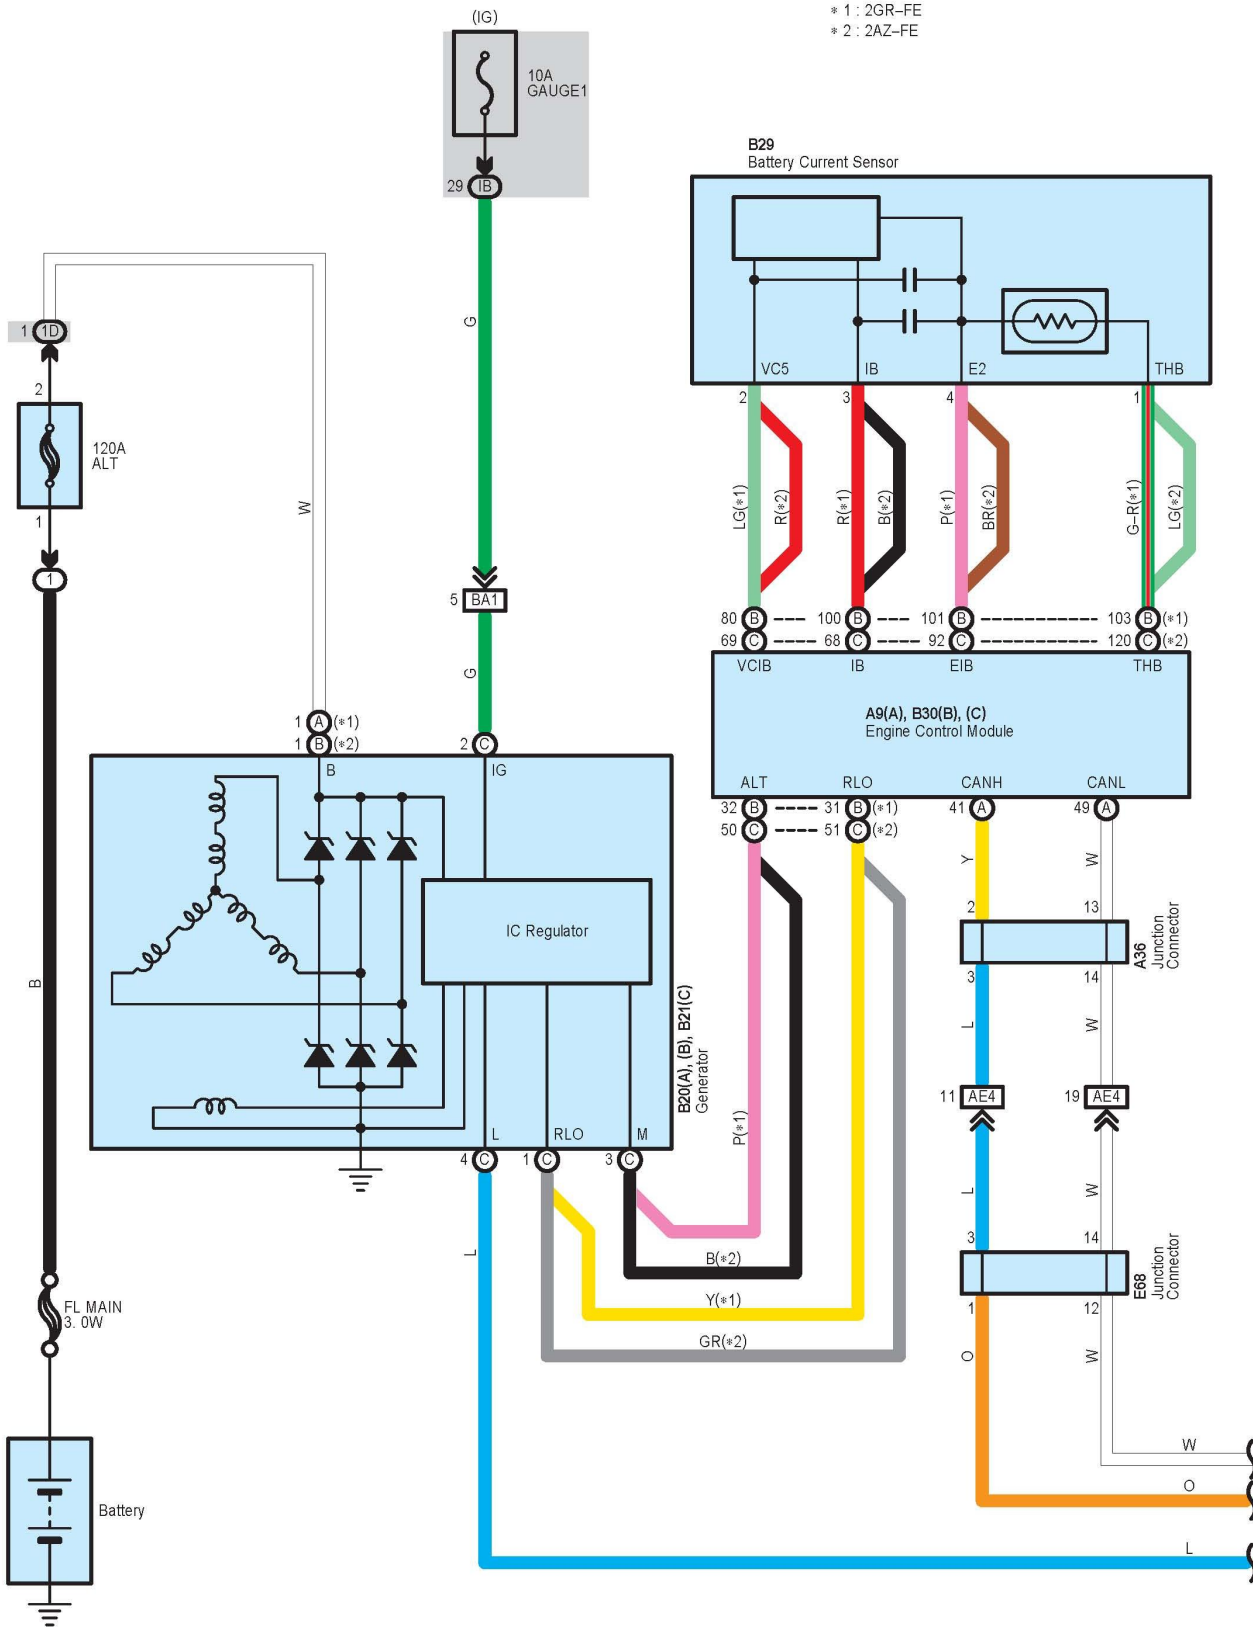 * 1 : 2GR–FE
* 2 : 2AZ–FE
(IG)
10A
GAUGE1
29 IB
B29
Battery Current Sensor
VC5 IB E2 THB
2 3 4 1
G
1 1D
2
120A
ALT
1
1
W
LG(*1) R(*2) R(*1) B(*2) P(*1) BR(*2) G–R(*1) LG(*2)
5 BA1
80 B 100 B 101 B 103 B (*1)
69 C 68 C 92 C 120 C (*2)
VCIB IB EIB THB
G
A9(A), B30(B), (C)
Engine Control Module
1 A (*1)
1 B (*2)
2 C
B IG
ALT RLO CANH CANL
32 B 31 B (*1) 41 A 49 A
50 C 51 C (*2)
Y W
2 13
IC Regulator
A36
Junction
Connector
3 14
B
L W
B20(A), (B), B21(C)
Generator
11 AE4 19 AE4
L RLO M
4 C 1 C 3 C
P(*1)
L W
3 14
L
B(*2)
E68
Junction
Connector
Y(*1)
1 12
FL MAIN
3. 0W
GR(*2)
O W
W
O
Battery
L